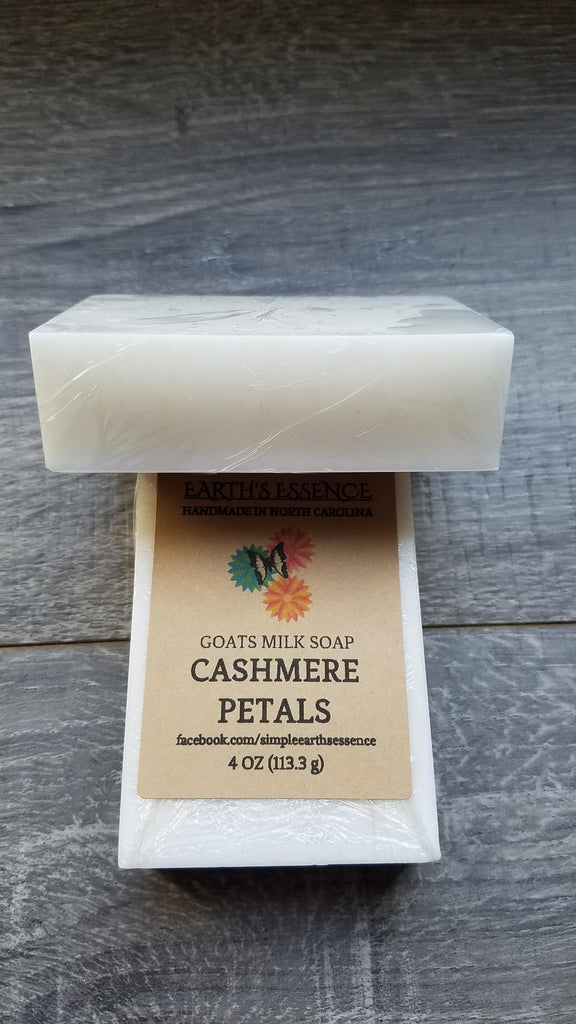 EARTH'S ESSENCE
HANDMADE IN NORTH CAROLINA
GOATS MILK SOAP
CASHMERE
PETALS
facebook.com/simpleearthsessence
4 OZ (113.3 g)